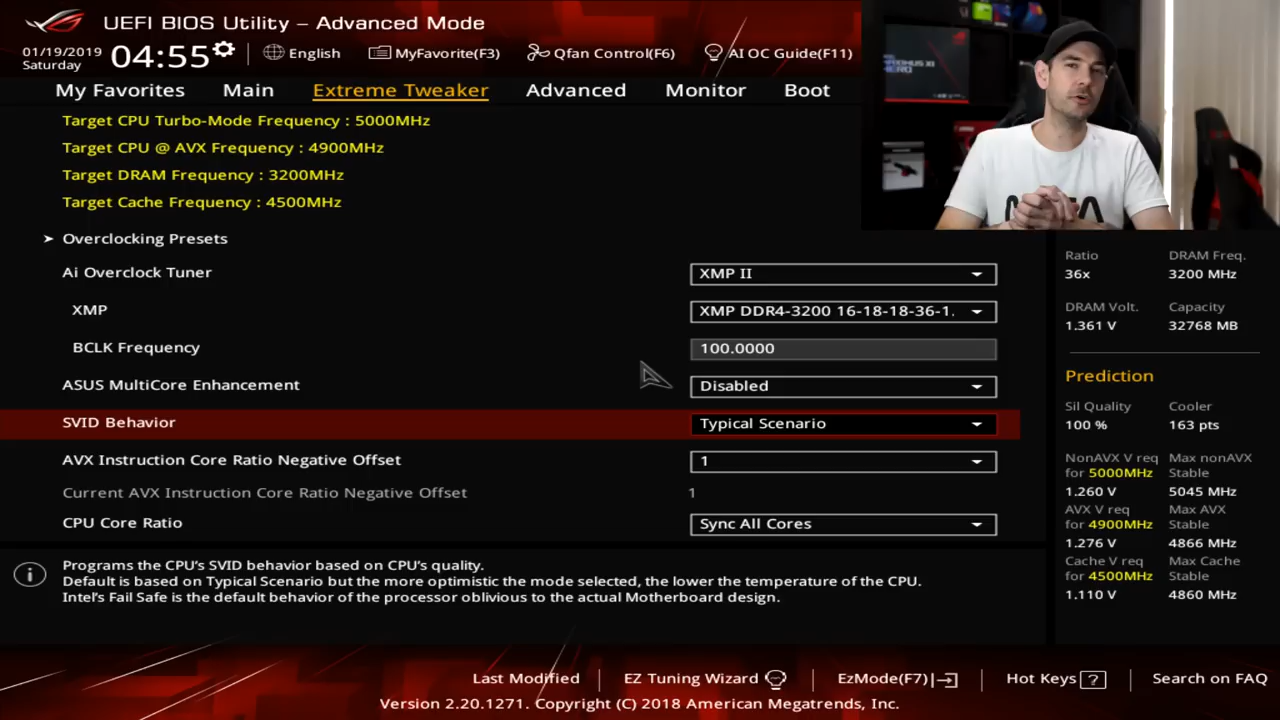 UEFI BIOS Utility – Advanced Mode
01/19/2019
Saturday
04:55
English
MyFavorite(F3)
Qfan Control(F6)
AI OC Guide(F11)
My Favorites
Main
Extreme Tweaker
Advanced
Monitor
Boot
Target CPU Turbo-Mode Frequency : 5000MHz
Target CPU @ AVX Frequency : 4900MHz
Target DRAM Frequency : 3200MHz
Target Cache Frequency : 4500MHz
Overclocking Presets
Ai Overclock Tuner
XMP II
XMP
XMP DDR4-3200 16-18-18-36-1.
BCLK Frequency
100.0000
ASUS MultiCore Enhancement
Disabled
SVID Behavior
Typical Scenario
AVX Instruction Core Ratio Negative Offset
1
Current AVX Instruction Core Ratio Negative Offset
1
CPU Core Ratio
Sync All Cores
Programs the CPU's SVID behavior based on CPU's quality.
Default is based on Typical Scenario but the more optimistic the mode selected, the lower the temperature of the CPU.
Intel's Fail Safe is the default behavior of the processor oblivious to the actual Motherboard design.
Ratio
DRAM Freq.
36x
3200 MHz
DRAM Volt.
Capacity
1.361 V
32768 MB
Prediction
Sil Quality
Cooler
100 %
163 pts
NonAVX V req
Max nonAVX
for 5000MHz
Stable
1.260 V
5045 MHz
AVX V req
Max AVX
for 4900MHz
Stable
1.276 V
4866 MHz
Cache V req
Max Cache
for 4500MHz
Stable
1.110 V
4860 MHz
Last Modified
EZ Tuning Wizard
EzMode(F7)
Hot Keys ?
Search on FAQ
Version 2.20.1271. Copyright (C) 2018 American Megatrends, Inc.